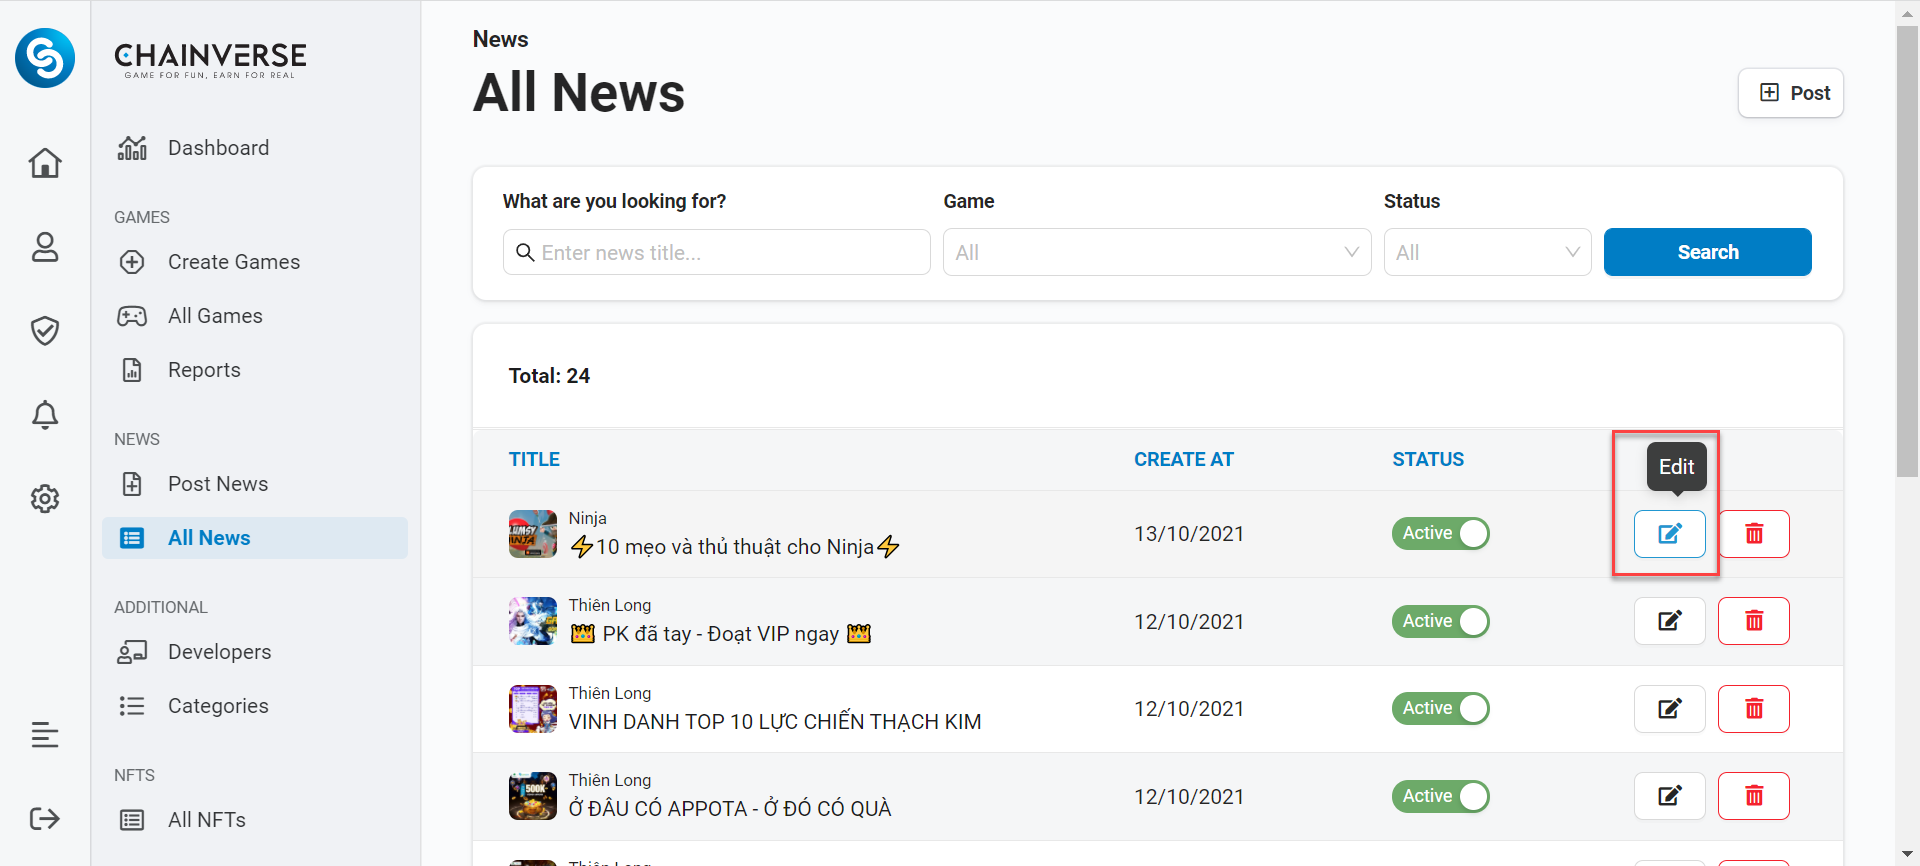 CHAINVERSE
GAME FOR FUN, EARN FOR REAL
Dashboard
GAMES
Create Games
All Games
Reports
NEWS
Post News
All News
ADDITIONAL
Developers
Categories
NFTS
All NFTs
News
All News
Post
What are you looking for?
Game
Status
Enter news title...
All
All
Search
Total: 24
TITLE
CREATE AT
STATUS
Edit
Ninja
⚡10 mẹo và thủ thuật cho Ninja⚡
13/10/2021
Active
Thiên Long
👑 PK đã tay - Đoạt VIP ngay 👑
12/10/2021
Active
Thiên Long
VINH DANH TOP 10 LỰC CHIẾN THẠCH KIM
12/10/2021
Active
500K
Thiên Long
Ở ĐÂU CÓ APPOTA - Ở ĐÓ CÓ QUÀ
12/10/2021
Active